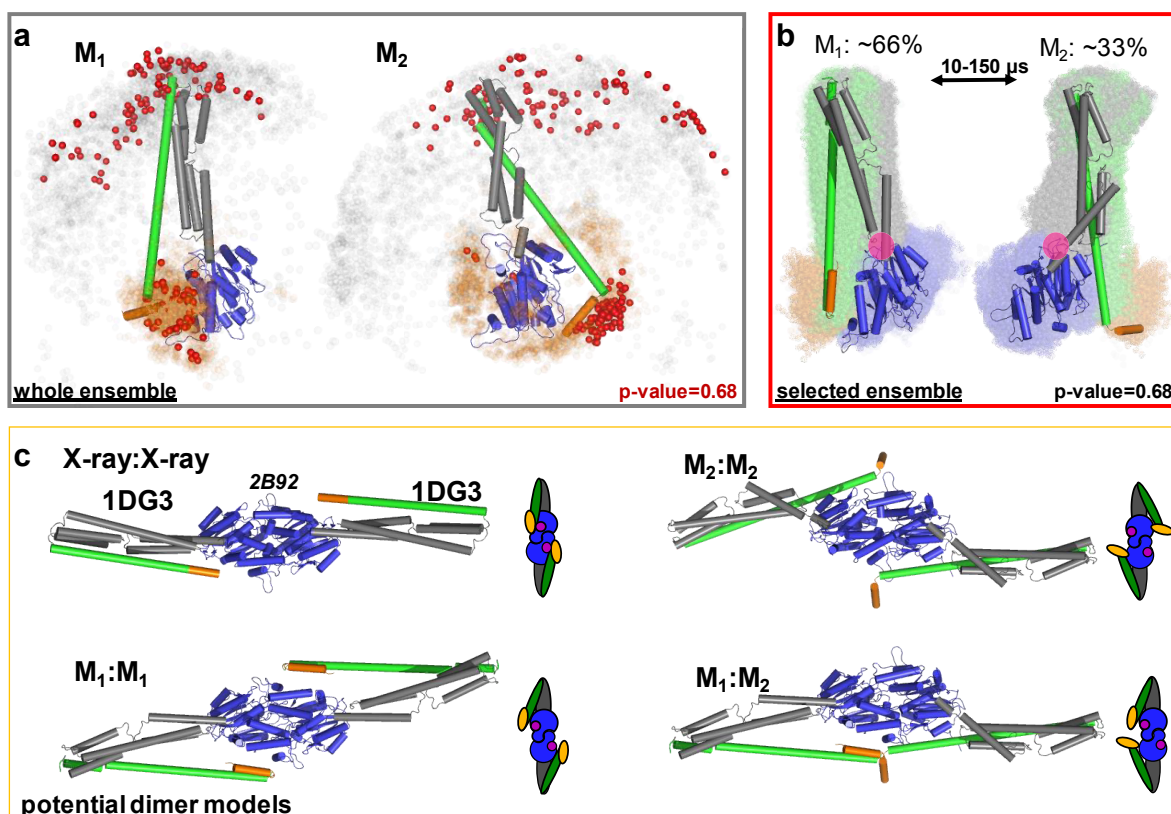 a
M₁
M₂
whole ensemble
p-value=0.68
b
M₁: ~66%
M₂: ~33%
10-150 µs
selected ensemble
p-value=0.68
c
X-ray:X-ray
1DG3
2B92
1DG3
M₂:M₂
M₁:M₁
M₁:M₂
potential dimer models